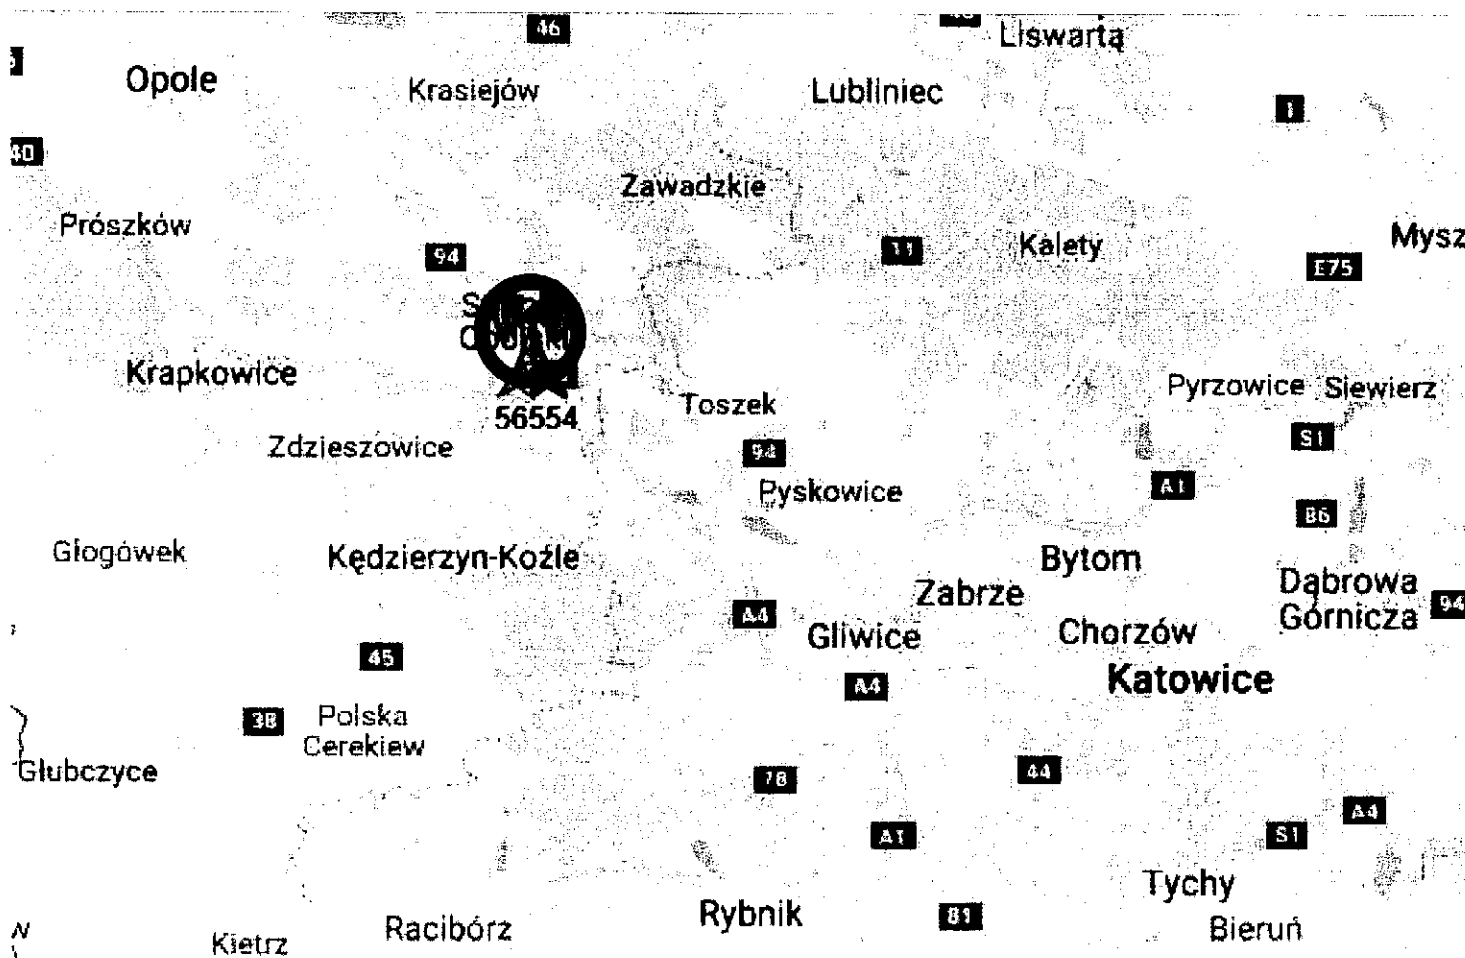 46
Liswartą
Opole
Krasiejów
Lubliniec
1
40
Zawadzkie
Prószków
94
11
Kalety
Mysz
E75
Krapkowice
56554
Toszek
Pyrzowice
Siewierz
Zdzieszowice
94
S1
Pyskowice
A1
86
Głogówek
Kędzierzyn-Koźle
Bytom
Zabrze
Dąbrowa
Górnicza
94
A4
Gliwice
Chorzów
45
A4
Katowice
38
Polska
Cerekiew
Głubczyce
78
44
A4
A1
S1
Tychy
Rybnik
81
Racibórz
Bieruń
Kietrz